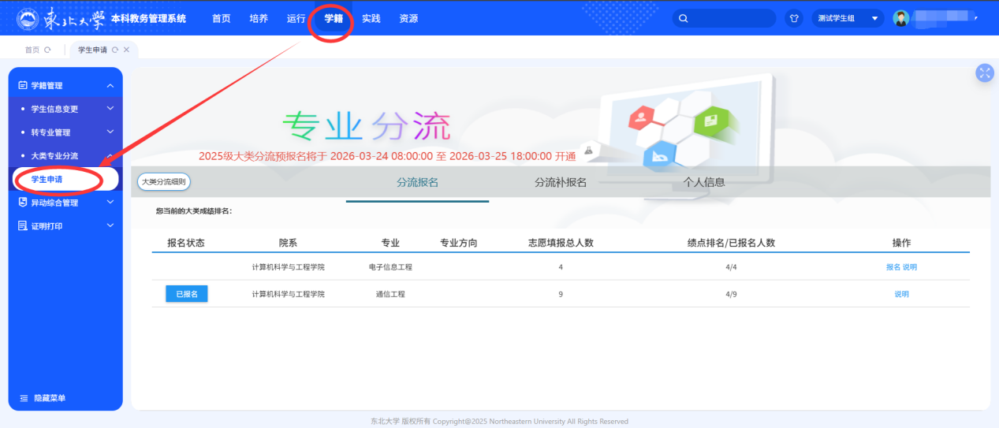 東北大學 本科教务管理系统 首页 培养 运行 学籍 实践 资源 测试学生组
首页 学生申请
学籍管理
学生信息变更
转专业管理
大类专业分流
学生申请
异动综合管理
证明打印
隐藏菜单
专业分流
2025级大类分流预报名将于 2026-03-24 08:00:00 至 2026-03-25 18:00:00 开通
大类分流细则 分流报名 分流补报名 个人信息
您当前的大类成绩排名:
报名状态 院系 专业 专业方向 志愿填报总人数 绩点排名/已报名人数 操作
计算机科学与工程学院 电子信息工程 4 4/4 报名 说明
已报名 计算机科学与工程学院 通信工程 9 4/9 说明
东北大学 版权所有 Copyright@2025 Northeastern University All Rights Reserved